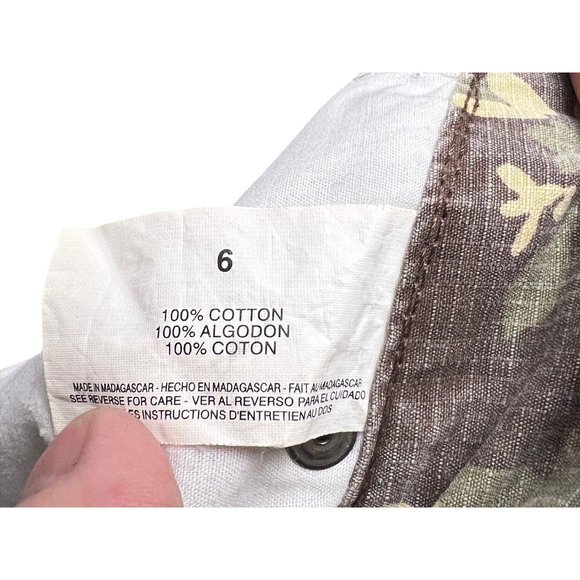 6
100% COTTON
100% ALGODON
100% COTON
MADE IN MADAGASCAR - HECHO EN MADAGASCAR - FAIT AU MADAGASCAR
SEE REVERSE FOR CARE - VER AL REVERSO PARA EL CUIDADO
LES INSTRUCTIONS D'ENTRETIEN AU DOS